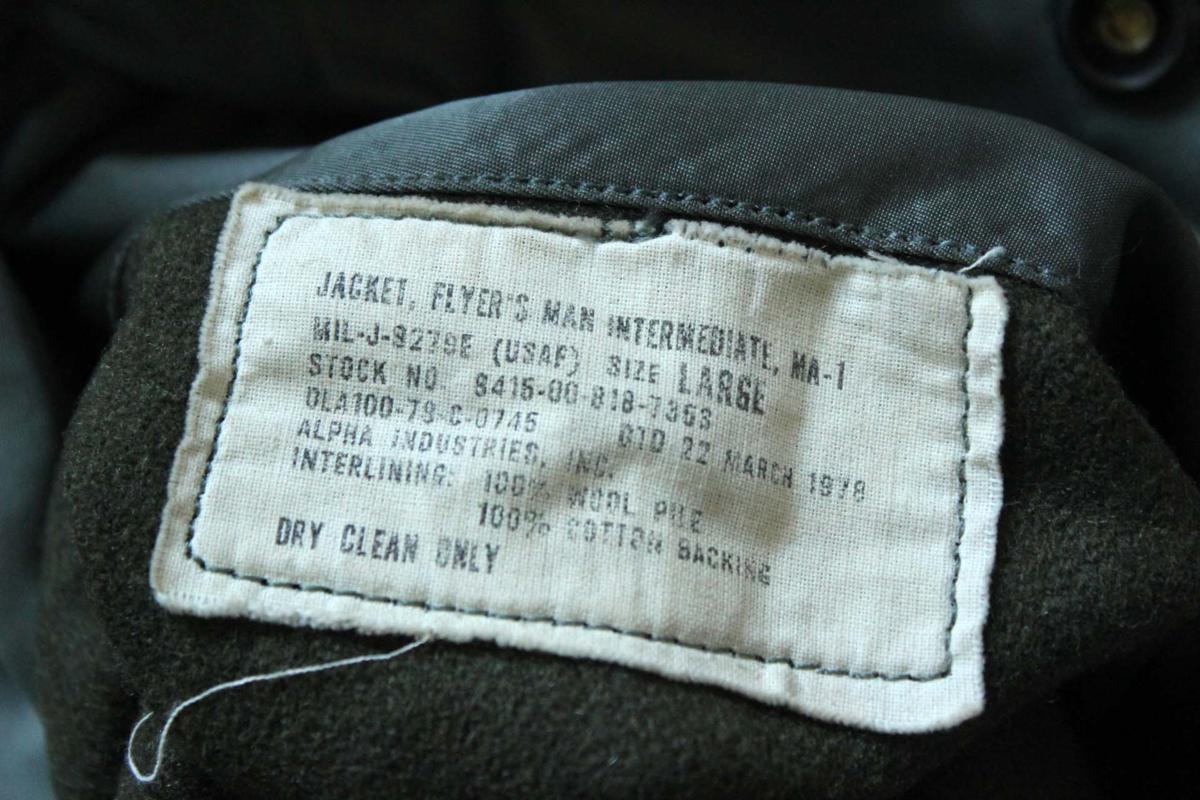 JACKET, FLYER'S MAN INTERMEDIATE, MA-1
MIL-J-8279E (USAF) SIZE LARGE
STOCK NO. 8415-00-818-7363
DLA100-78-C-0745 DTD 22 MARCH 1978
ALPHA INDUSTRIES, INC.
INTERLINING: 100% WOOL PILE
100% COTTON BACKING
DRY CLEAN ONLY